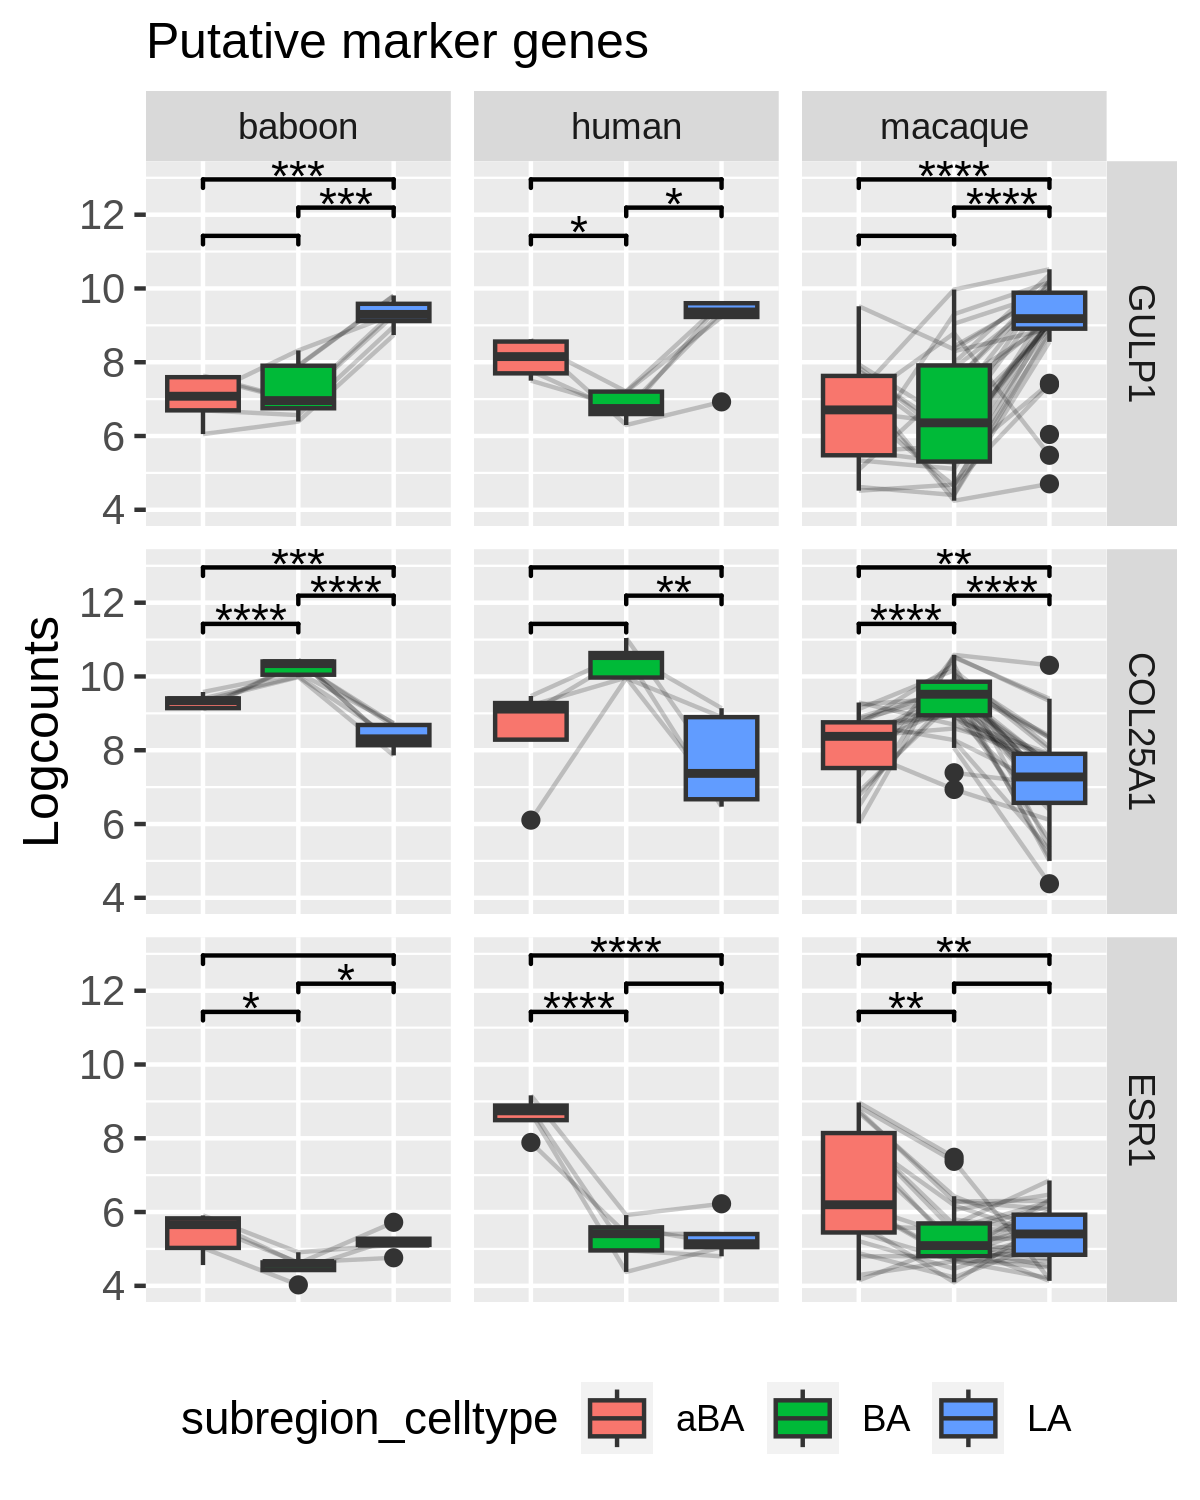 Putative marker genes
baboon human macaque
*** ****
*** * ****
*
12
10
8
6
4
GULP1
*** **
**** ** ****
**** ****
12
10
8
6
4
COL25A1
Logcounts
**** **
*
* **** **
12
10
8
6
4
ESR1
subregion_celltype aBA BA LA